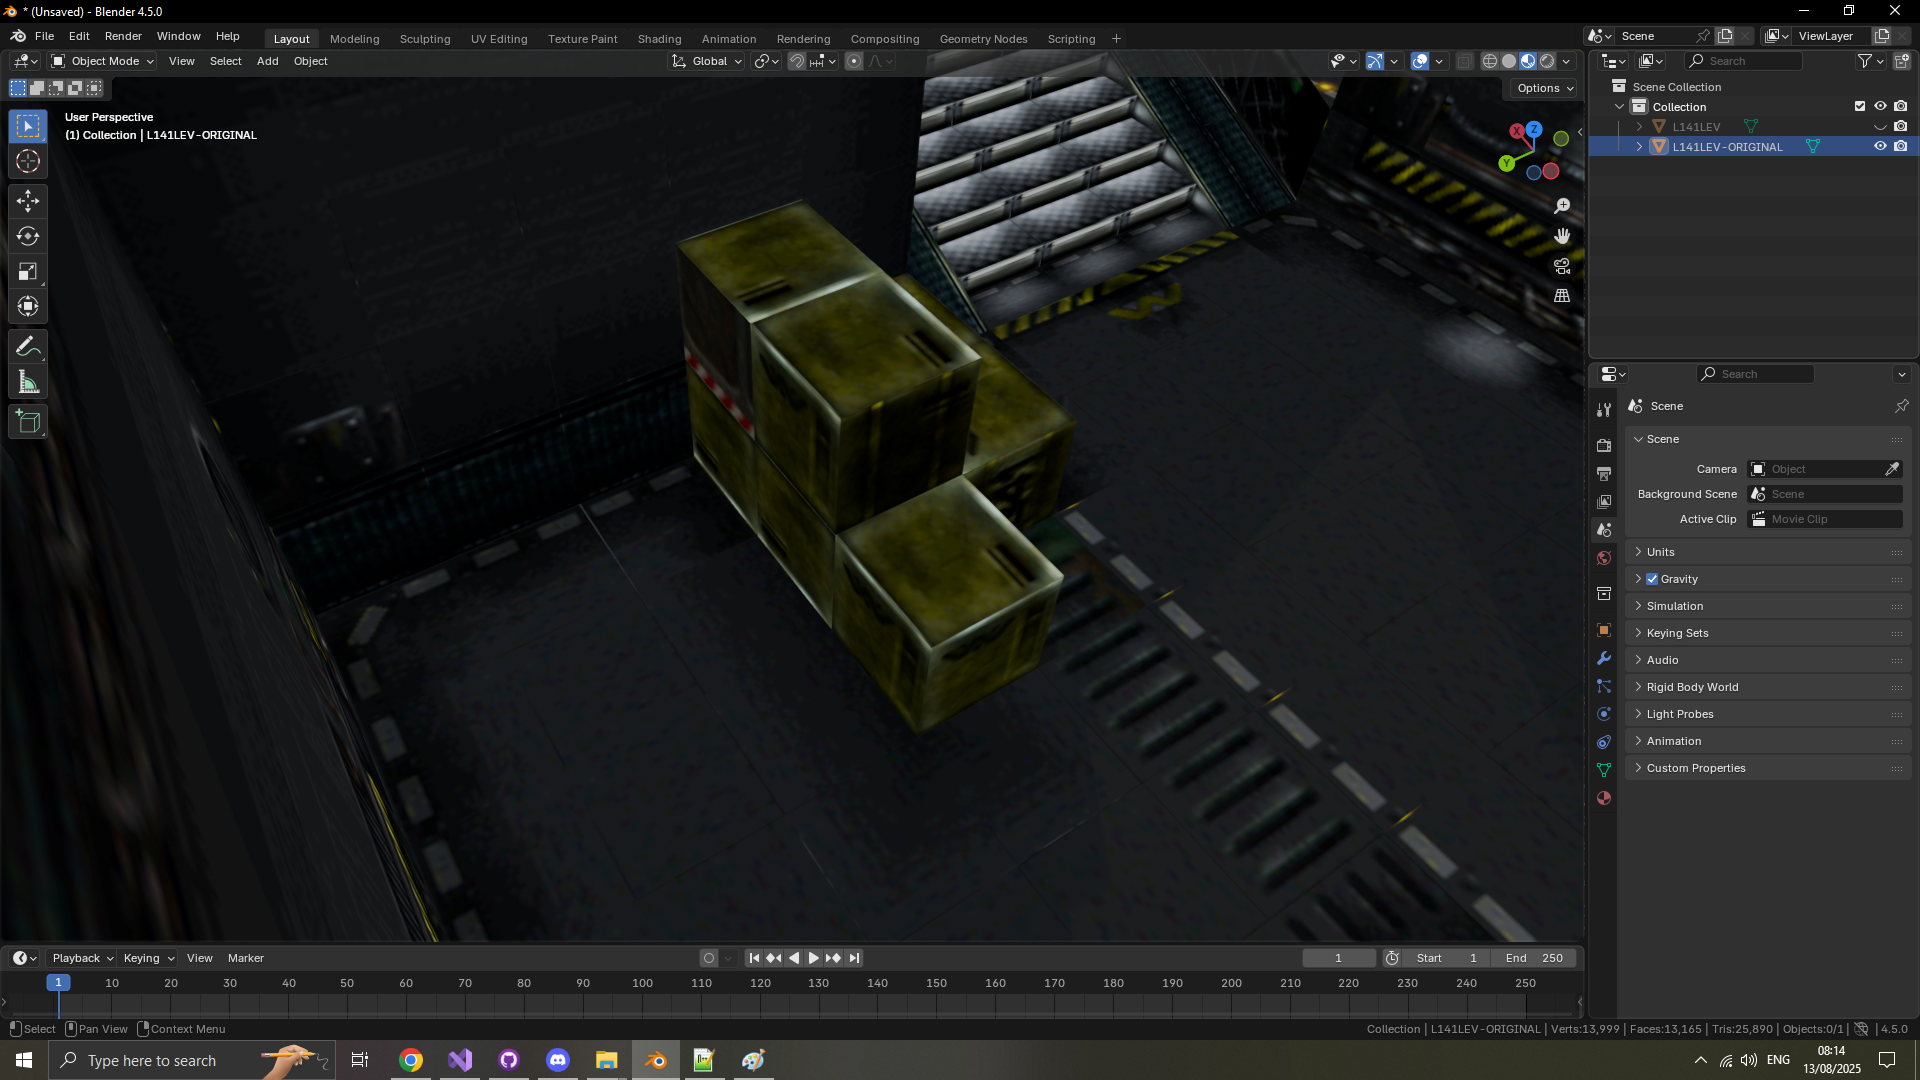 * (Unsaved) - Blender 4.5.0
File Edit Render Window Help
Layout Modeling Sculpting UV Editing Texture Paint Shading Animation Rendering Compositing Geometry Nodes Scripting
Scene
ViewLayer
Object Mode View Select Add Object
Global
Search
Options
User Perspective
(1) Collection | L141LEV-ORIGINAL
X
Y
Z
Scene Collection
Collection
L141LEV
L141LEV-ORIGINAL
Search
Scene
Scene
Camera Object
Background Scene Scene
Active Clip Movie Clip
Units
Gravity
Simulation
Keying Sets
Audio
Rigid Body World
Light Probes
Animation
Custom Properties
Playback Keying View Marker
1 Start 1 End 250
1 10 20 30 40 50 60 70 80 90 100 110 120 130 140 150 160 170 180 190 200 210 220 230 240 250
Select Pan View Context Menu
Collection | L141LEV-ORIGINAL | Verts:13,999 | Faces:13,165 | Tris:25,890 | Objects:0/1 | 4.5.0
Type here to search
ENG
08:14
13/08/2025